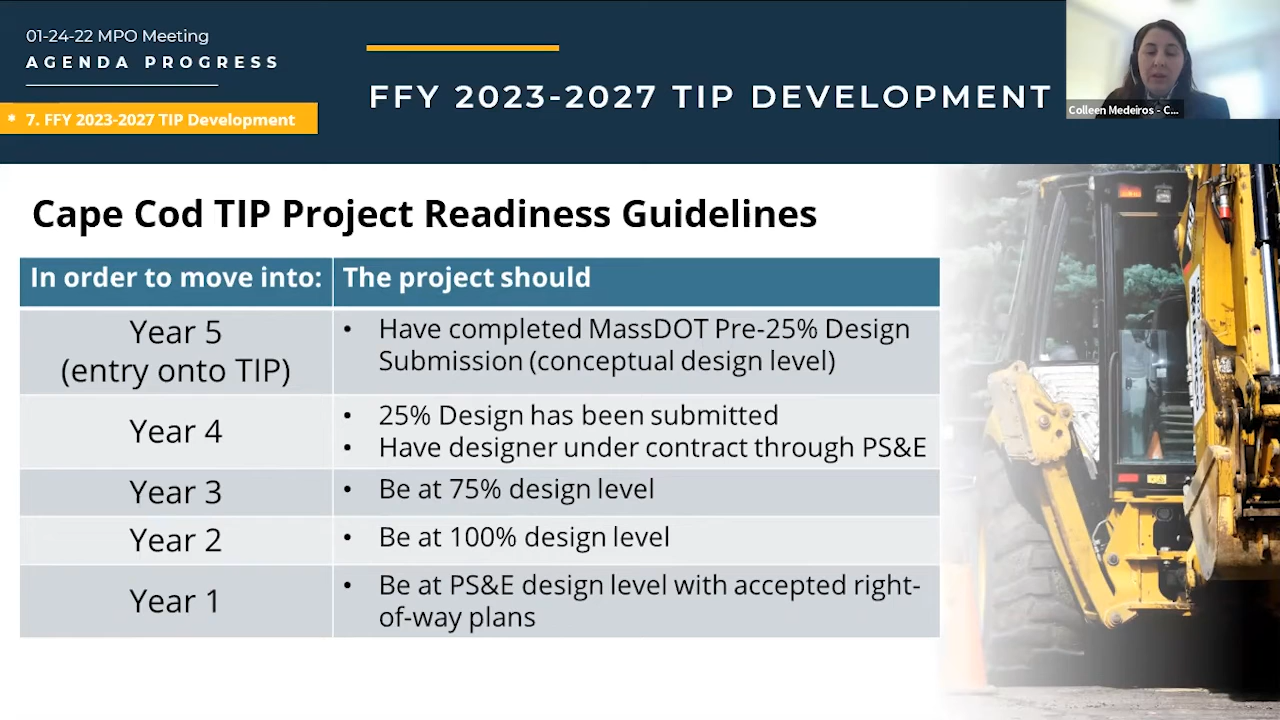 01-24-22 MPO Meeting
AGENDA PROGRESS
* 7. FFY 2023-2027 TIP Development
FFY 2023-2027 TIP DEVELOPMENT
Colleen Medeiros - C...
Cape Cod TIP Project Readiness Guidelines
In order to move into: The project should
Year 5
(entry onto TIP)
• Have completed MassDOT Pre-25% Design
Submission (conceptual design level)
Year 4
• 25% Design has been submitted
• Have designer under contract through PS&E
Year 3
• Be at 75% design level
Year 2
• Be at 100% design level
Year 1
• Be at PS&E design level with accepted right-
of-way plans